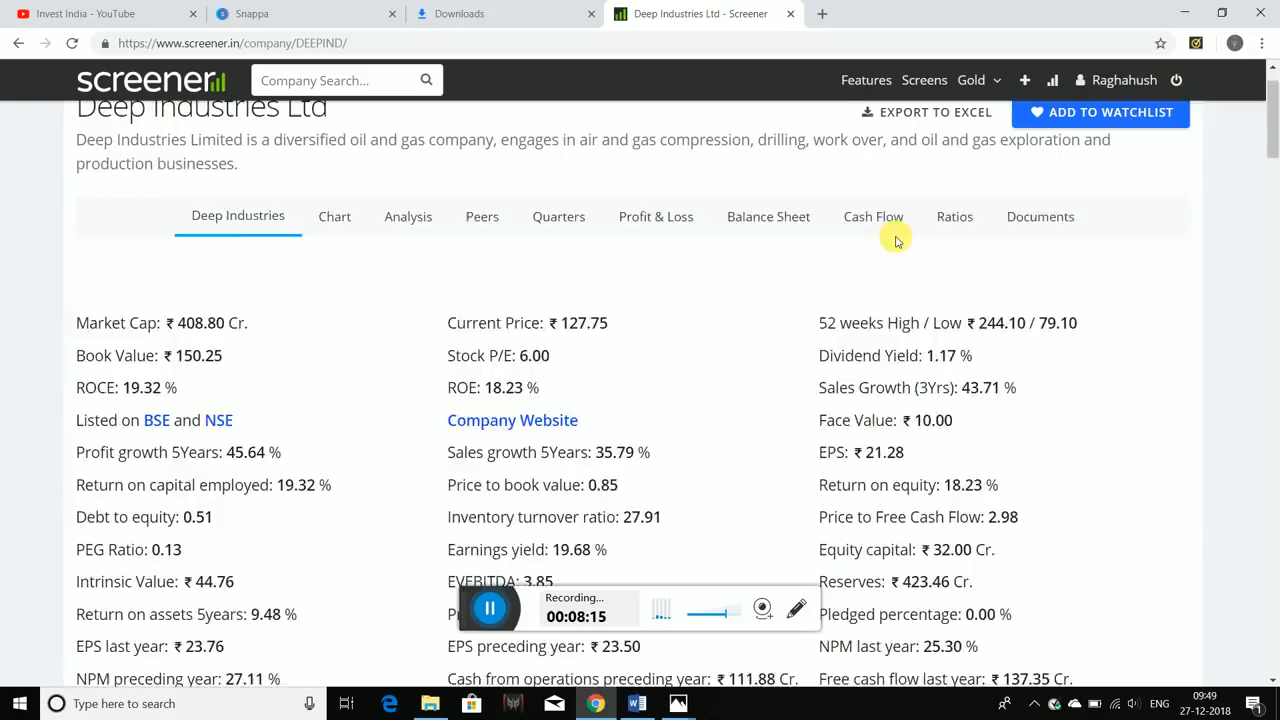 Invest India - YouTube
Snappa
Downloads
Deep Industries Ltd - Screener
https://www.screener.in/company/DEEPIND/
screener
Company Search...
Features Screens Gold Raghahush
Deep Industries Ltd
EXPORT TO EXCEL
ADD TO WATCHLIST
Deep Industries Limited is a diversified oil and gas company, engages in air and gas compression, drilling, work over, and oil and gas exploration and
production businesses.
Deep Industries Chart Analysis Peers Quarters Profit & Loss Balance Sheet Cash Flow Ratios Documents
Market Cap: ₹ 408.80 Cr. Current Price: ₹ 127.75 52 weeks High / Low ₹ 244.10 / 79.10
Book Value: ₹ 150.25 Stock P/E: 6.00 Dividend Yield: 1.17 %
ROCE: 19.32 % ROE: 18.23 % Sales Growth (3Yrs): 43.71 %
Listed on BSE and NSE Company Website Face Value: ₹ 10.00
Profit growth 5Years: 45.64 % Sales growth 5Years: 35.79 % EPS: ₹ 21.28
Return on capital employed: 19.32 % Price to book value: 0.85 Return on equity: 18.23 %
Debt to equity: 0.51 Inventory turnover ratio: 27.91 Price to Free Cash Flow: 2.98
PEG Ratio: 0.13 Earnings yield: 19.68 % Equity capital: ₹ 32.00 Cr.
Intrinsic Value: ₹ 44.76 EVEBITDA: 3.85 Reserves: ₹ 423.46 Cr.
Recording...
00:08:15
Return on assets 5years: 9.48 % Pledged percentage: 0.00 %
EPS last year: ₹ 23.76 EPS preceding year: ₹ 23.50 NPM last year: 25.30 %
NPM preceding year: 27.11 % Cash from operations preceding year: ₹ 111.88 Cr. Free cash flow last year: ₹ 137.35 Cr.
Type here to search
ENG
09:49
27-12-2018